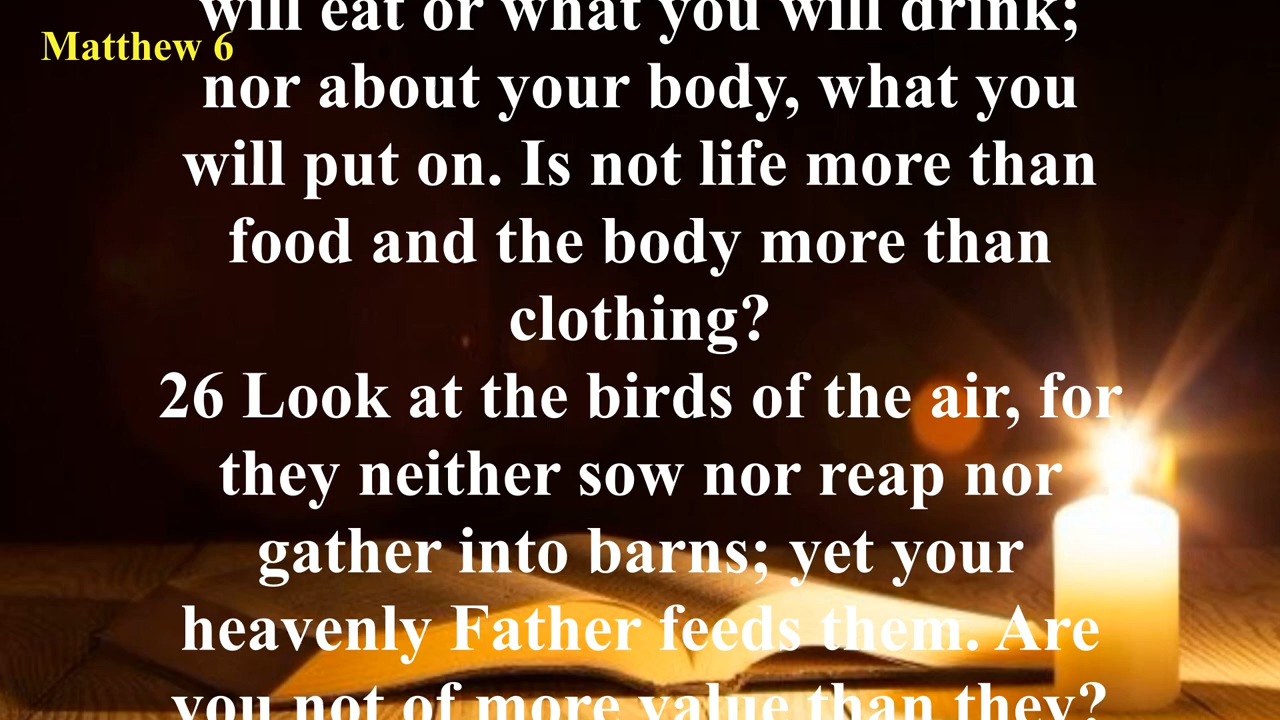 will eat or what you will drink;
Matthew 6
nor about your body, what you
will put on. Is not life more than
food and the body more than
clothing?
26 Look at the birds of the air, for
they neither sow nor reap nor
gather into barns; yet your
heavenly Father feeds them. Are
you not of more value than they?